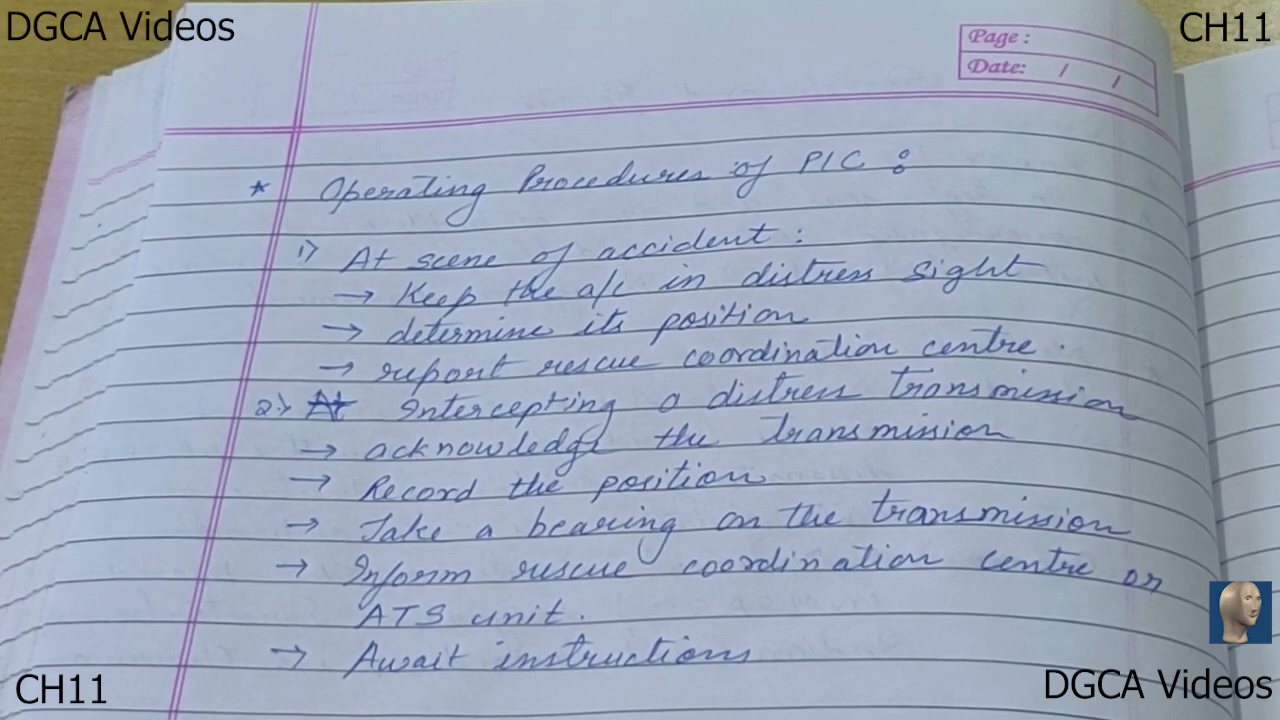 DGCA Videos
CH11
Page :
Date: / /
* Operating Procedures of PIC :
1) At scene of accident :
→ Keep the a/c in distress sight
→ determine its position
→ report rescue coordination centre .
2.) At Intercepting a distress transmission
→ acknowledge the transmission
→ Record the position
→ Take a bearing on the transmission
→ Inform rescue coordination centre or
ATS unit .
→ Await instructions
CH11
DGCA Videos